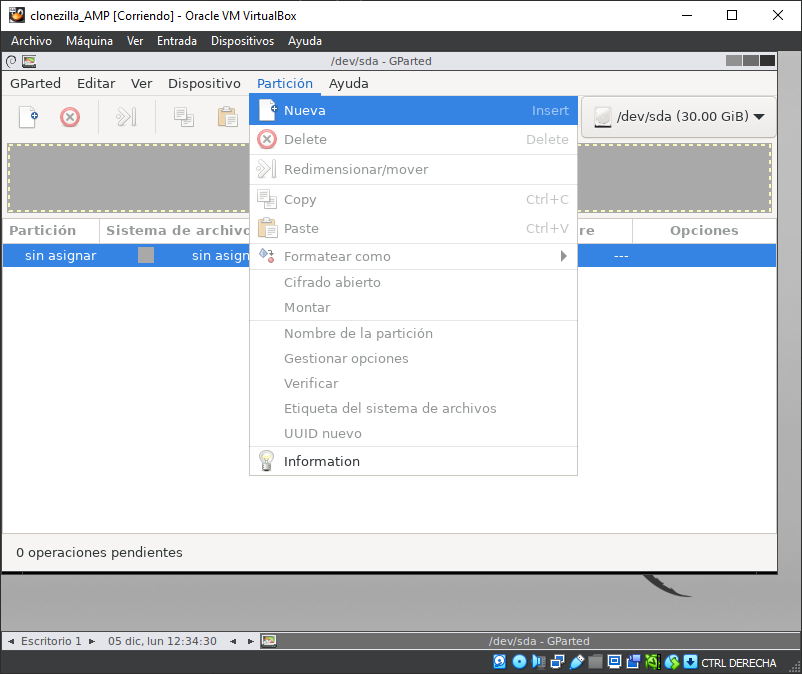 clonezilla_AMP [Corriendo] - Oracle VM VirtualBox
Archivo Máquina Ver Entrada Dispositivos Ayuda
/dev/sda - GParted
GParted Editar Ver Dispositivo Partición Ayuda
/dev/sda (30.00 GiB)
Nueva Insert
Delete Delete
Redimensionar/mover
Copy Ctrl+C
Paste Ctrl+V
Formatear como
Cifrado abierto
Montar
Nombre de la partición
Gestionar opciones
Verificar
Etiqueta del sistema de archivos
UUID nuevo
Information
Partición Sistema de archivo re Opciones
sin asignar sin asign ---
0 operaciones pendientes
Escritorio 1 05 dic, lun 12:34:30 /dev/sda - GParted
CTRL DERECHA